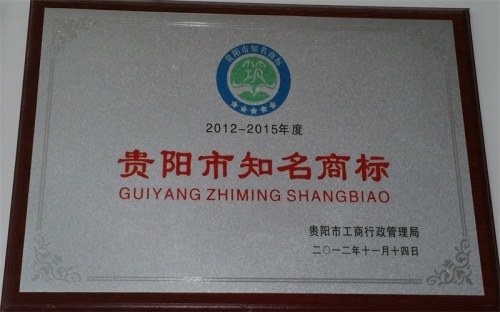 贵阳市知名商标
2012-2015年度
贵阳市知名商标
GUIYANG ZHIMING SHANGBIAO
贵阳市工商行政管理局
二〇一二年十一月十四日